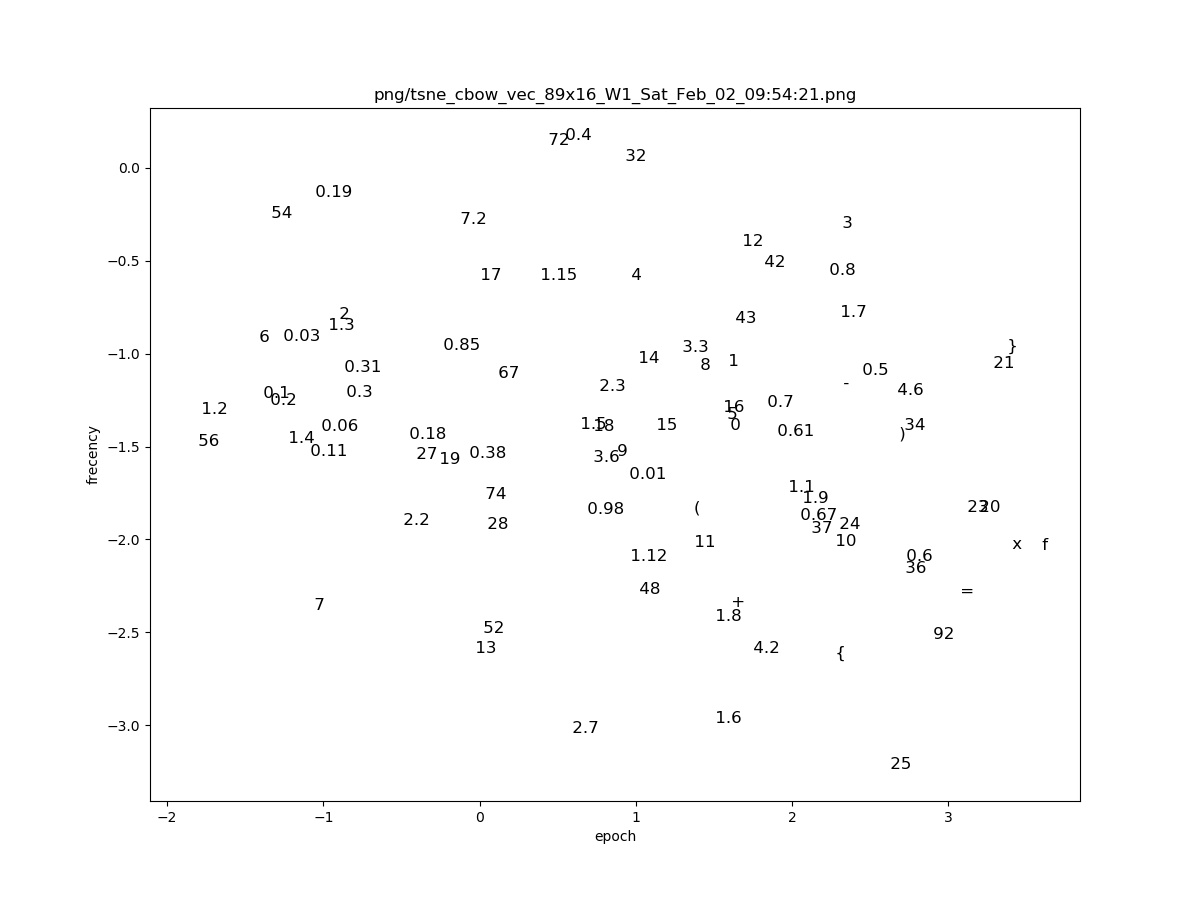 png/tsne_cbow_vec_89x16_W1_Sat_Feb_02_09:54:21.png
72 0.4
32
0.0
0.19
54
7.2
3
12
42
−0.5
0.8
17 1.15 4
1.7
2
43
1.3
6 0.03
0.85 3.3 }
−1.0
14 8 1 21
0.31 67 0.5
2.3 -
0.1 0.3 4.6
0.2 0.7
1.2 16
5
1.4 0.06 0.18 1.5 18 15 0 0.61 34
)
56
−1.5
0.11 27 19 0.38 3.6 9
0.01
74 1.1
1.9
0.98 ( 23 20
2.2 28 0.67
37 24
−2.0
11 10 x f
1.12 0.6
36
48 =
7 +
1.8
−2.5
52 92
13 4.2 {
1.6
−3.0
2.7
25
frecency
−2 −1 0 1 2 3
epoch